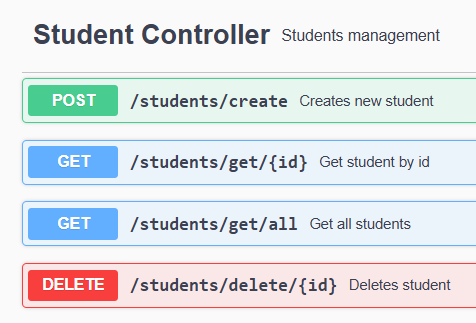 Student Controller Students management
POST /students/create Creates new student
GET /students/get/{id} Get student by id
GET /students/get/all Get all students
DELETE /students/delete/{id} Deletes student